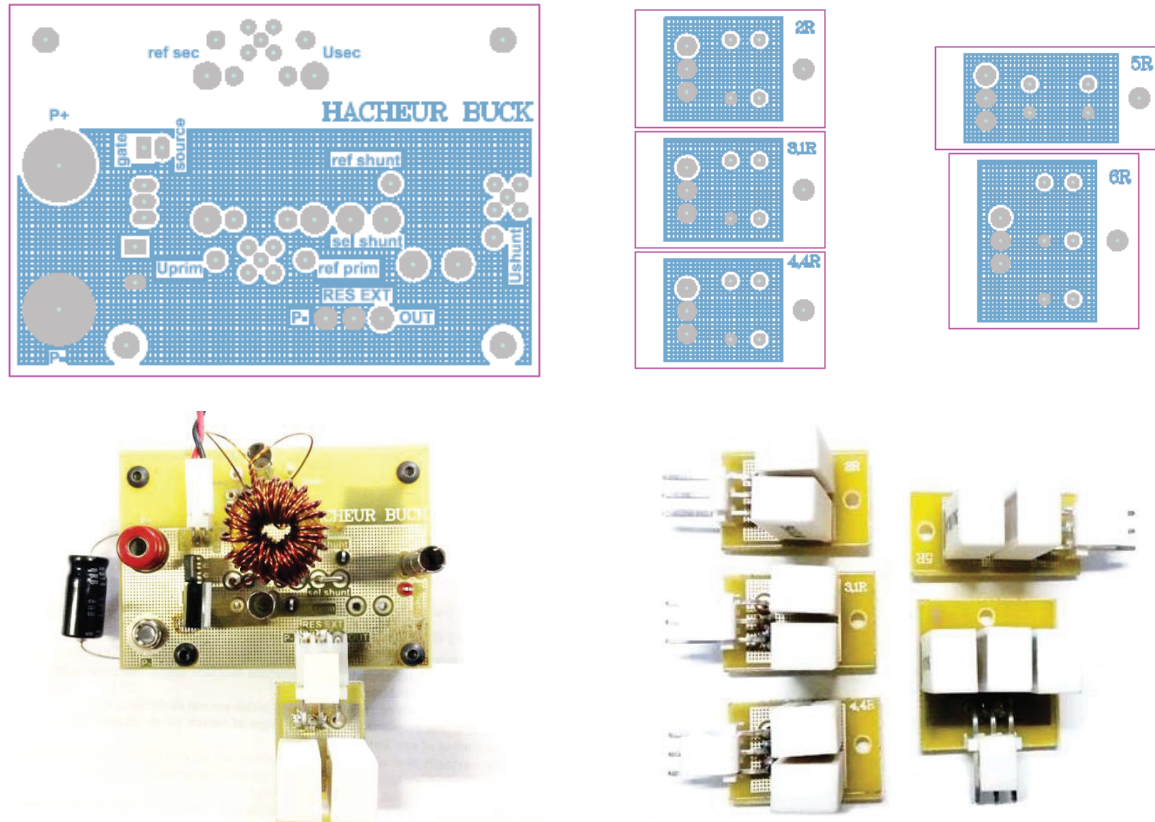 ref sec
Usec
HACHEUR BUCK
P+
gate
source
ref shunt
sel shunt
Ushunt
Uprim
ref prim
RES EXT
P-
OUT
P-
2R
3,1R
4,4R
5R
6R
HACHEUR BUCK
sel shunt
RES EXT
OUT
P-
2R
3,1R
4,4R
5R